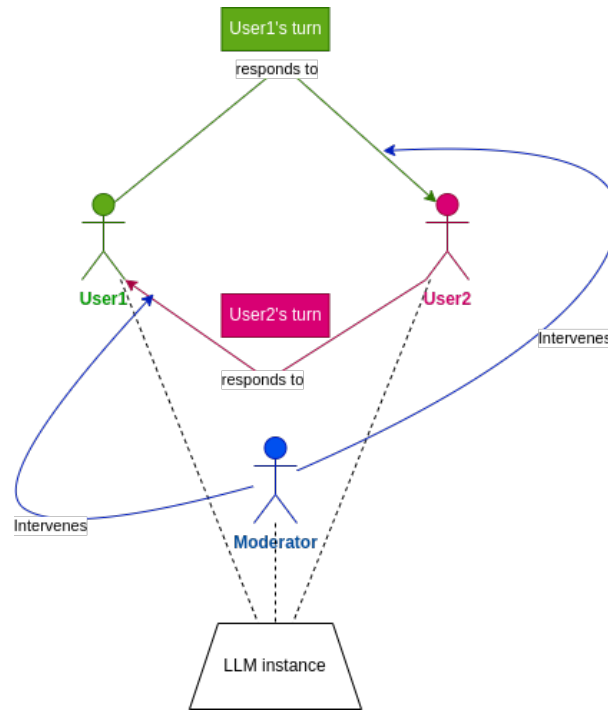 User1's turn
responds to
User1
User2
User2's turn
Intervenes
responds to
Intervenes
Moderator
LLM instance